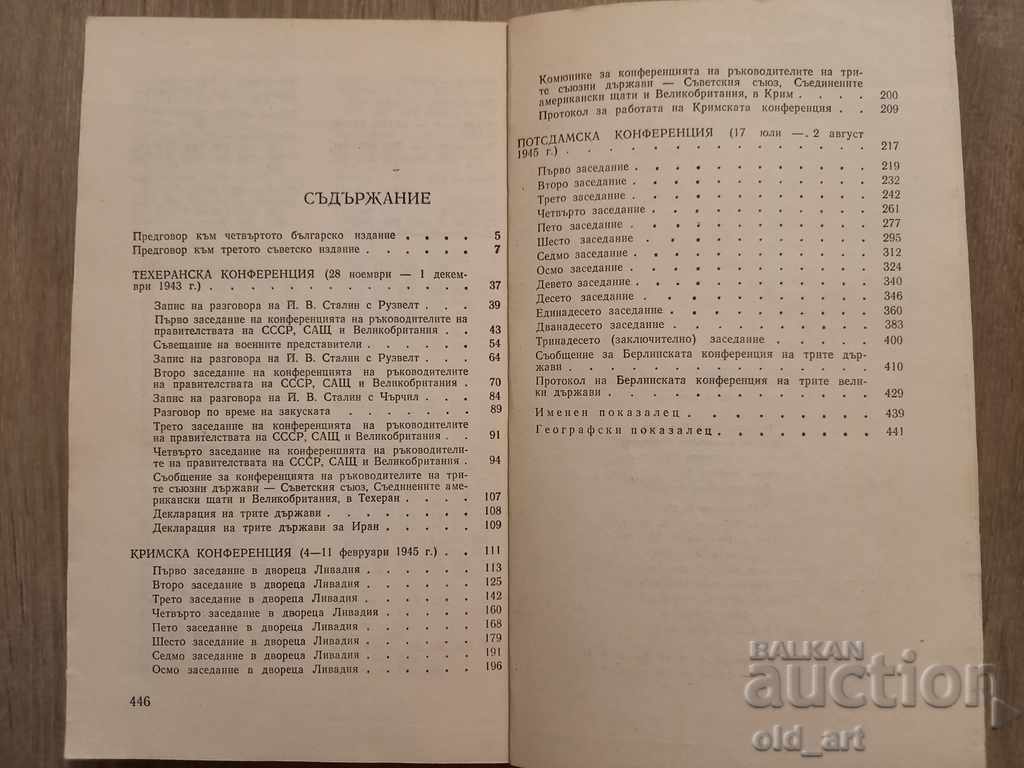 СЪДЪРЖАНИЕ
Предговор към четвъртото българско издание . . . . 5
Предговор към третото съветско издание . . . . . 7
ТЕХЕРАНСКА КОНФЕРЕНЦИЯ (28 ноември — 1 декем-
ври 1943 г.) . . . . . . . . . . . . . 37
Запис на разговора на Й. В. Сталин с Рузвелт . . 39
Първо заседание на конференцията на ръководителите на
правителствата на СССР, САЩ и Великобритания . . 43
Съвещание на военните представители . . . . . 54
Запис на разговора на Й. В. Сталин с Рузвелт . . 64
Второ заседание на конференцията на ръководителите
на правителствата на СССР, САЩ и Великобритания . 70
Запис на разговора на Й. В. Сталин с Чърчил . . . 84
Разговор по време на закуската . . . . . . 89
Трето заседание на конференцията на ръководителите
на правителствата на СССР, САЩ и Великобритания . . 91
Четвърто заседание на конференцията на ръководители-
те на правителствата на СССР, САЩ и Великобритания . 94
Съобщение за конференцията на ръководителите на три-
те съюзни държави — Съветския съюз, Съединените аме-
рикански щати и Великобритания, в Техеран . . . . 107
Декларация на трите държави . . . . . . . 108
Декларация на трите държави за Иран . . . . . 109
КРИМСКА КОНФЕРЕНЦИЯ (4—11 февруари 1945 г.) . . 111
Първо заседание в двореца Ливадия . . . . . . 113
Второ заседание в двореца Ливадия . . . . . . 125
Трето заседание в двореца Ливадия . . . . . . 142
Четвърто заседание в двореца Ливадия . . . . . 160
Пето заседание в двореца Ливадия . . . . . . 168
Шесто заседание в двореца Ливадия . . . . . . 179
Седмо заседание в двореца Ливадия . . . . . . 191
Осмо заседание в двореца Ливадия . . . . . . 196
446
Комюнике за конференцията на ръководителите на три-
те съюзни държави — Съветския съюз, Съединените
американски щати и Великобритания, в Крим . . . . 200
Протокол за работата на Кримската конференция . . 209
ПОТСДАМСКА КОНФЕРЕНЦИЯ (17 юли — 2 август
1945 г.) . . . . . . . . . . . . . 217
Първо заседание . . . . . . . . . . 219
Второ заседание . . . . . . . . . . 232
Трето заседание . . . . . . . . . . 242
Четвърто заседание . . . . . . . . . 261
Пето заседание . . . . . . . . . . 277
Шесто заседание . . . . . . . . . . 295
Седмо заседание . . . . . . . . . . 312
Осмо заседание . . . . . . . . . . 324
Девето заседание . . . . . . . . . . 340
Десето заседание . . . . . . . . . . 346
Единадесето заседание . . . . . . . . 360
Дванадесето заседание . . . . . . . . 383
Тринадесето (заключително) заседание . . . . . 400
Съобщение за Берлинската конференция на трите дър-
жави . . . . . . . . . . . . . 410
Протокол на Берлинската конференция на трите вели-
ки държави . . . . . . . . . . . 429
Именен показалец . . . . . . . . 439
Географски показалец . . . . . . . 441
BALKAN
auction
old_art